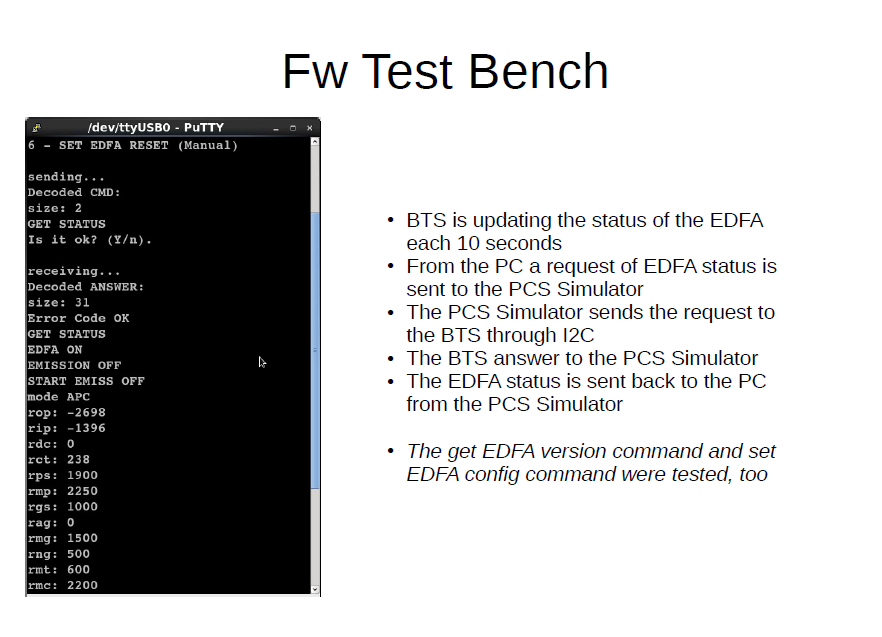 Fw Test Bench
/dev/ttyUSB0 - PuTTY
6 - SET EDFA RESET (Manual)
sending...
Decoded CMD:
size: 2
GET STATUS
Is it ok? (Y/n).
receiving...
Decoded ANSWER:
size: 31
Error Code OK
GET STATUS
EDFA ON
EMISSION OFF
START EMISS OFF
mode APC
rop: -2698
rip: -1396
rdc: 0
rct: 238
rps: 1900
rmp: 2250
rgs: 1000
rag: 0
rmg: 1500
rng: 500
rmt: 600
rmc: 2200
• BTS is updating the status of the EDFA
each 10 seconds
• From the PC a request of EDFA status is
sent to the PCS Simulator
• The PCS Simulator sends the request to
the BTS through I2C
• The BTS answer to the PCS Simulator
• The EDFA status is sent back to the PC
from the PCS Simulator
• The get EDFA version command and set
EDFA config command were tested, too